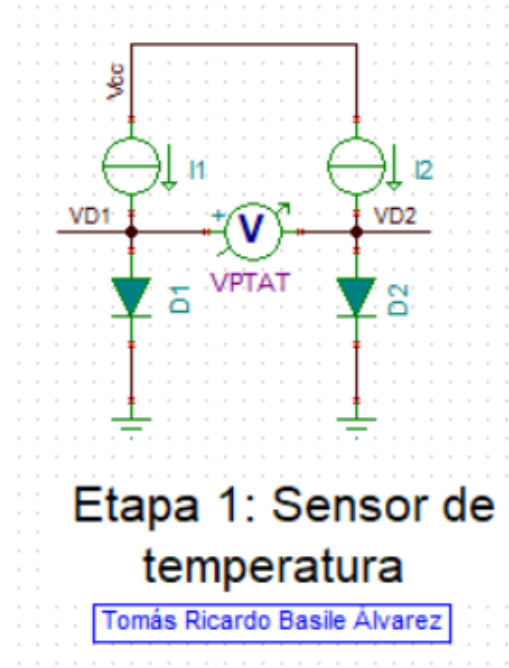 Vcc
I1
I2
VD1
+
V
VD2
VPTAT
D1
D2
Etapa 1: Sensor de
temperatura
Tomás Ricardo Basile Álvarez